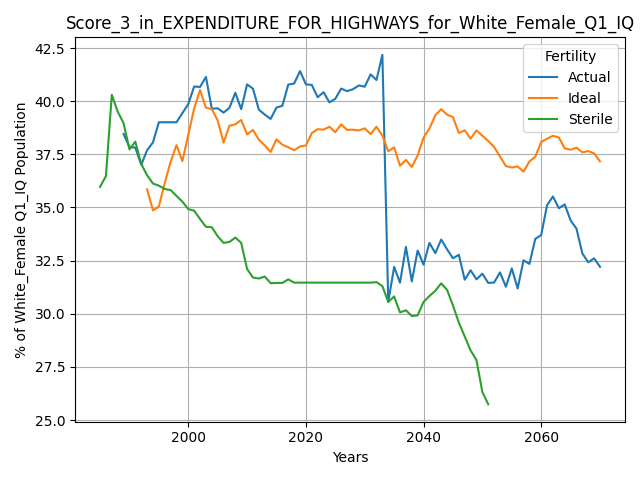 Score_3_in_EXPENDITURE_FOR_HIGHWAYS_for_White_Female_Q1_IQ
Fertility
Actual
Ideal
Sterile
42.5
40.0
37.5
35.0
32.5
30.0
27.5
25.0
% of White_Female Q1_IQ Population
2000
2020
2040
2060
Years